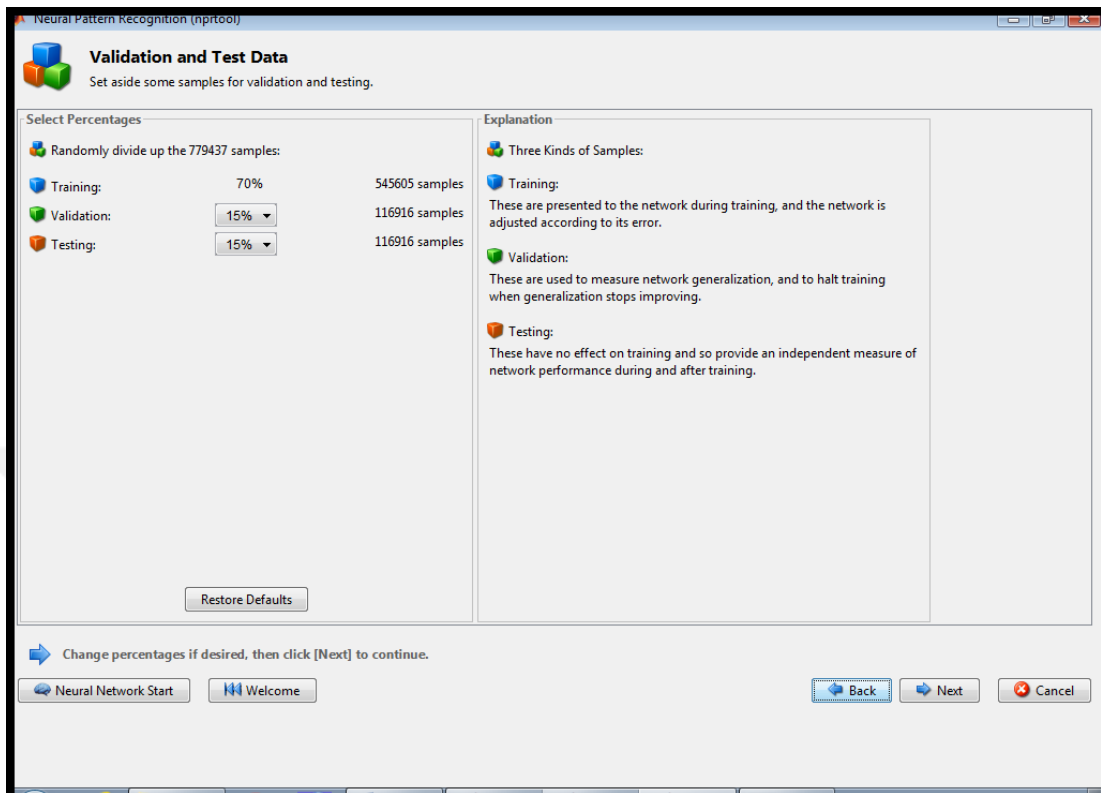 Neural Pattern Recognition (nprtool)
Validation and Test Data
Set aside some samples for validation and testing.
Select Percentages
Randomly divide up the 779437 samples:
Training: 70% 545605 samples
Validation: 15% 116916 samples
Testing: 15% 116916 samples
Restore Defaults
Explanation
Three Kinds of Samples:
Training:
These are presented to the network during training, and the network is
adjusted according to its error.
Validation:
These are used to measure network generalization, and to halt training
when generalization stops improving.
Testing:
These have no effect on training and so provide an independent measure of
network performance during and after training.
Change percentages if desired, then click [Next] to continue.
Neural Network Start Welcome Back Next Cancel